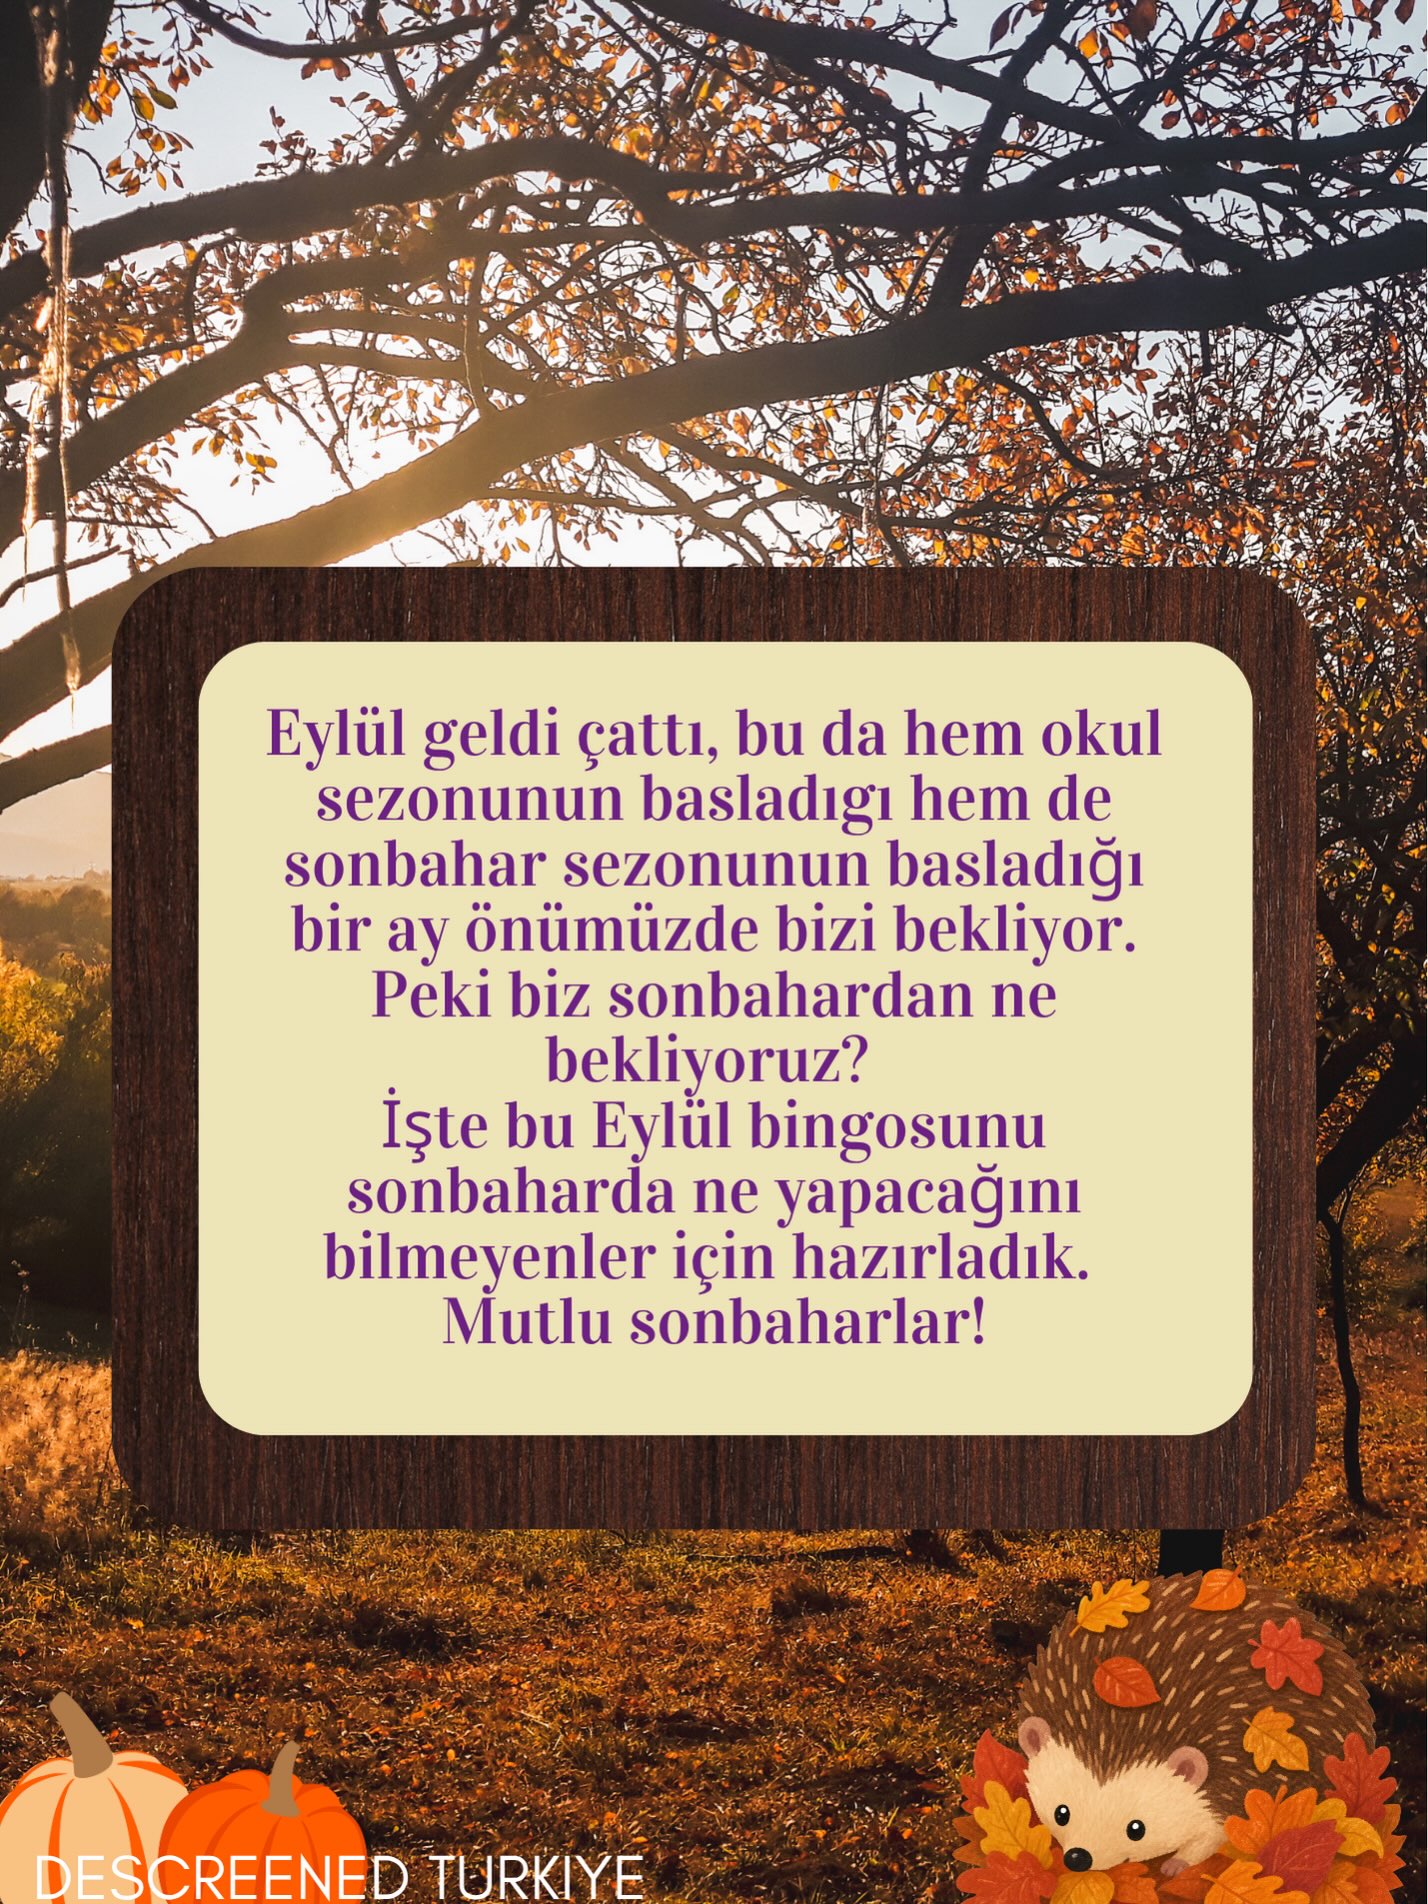 Eylül geldi çattı, bu da hem okul
sezonunun basladıgı hem de
sonbahar sezonunun basladığı
bir ay önümüzde bizi bekliyor.
Peki biz sonbahardan ne
bekliyoruz?
İşte bu Eylül bingosunu
sonbaharda ne yapacağını
bilmeyenler için hazırladık.
Mutlu sonbaharlar!
DESCREENED TURKIYE